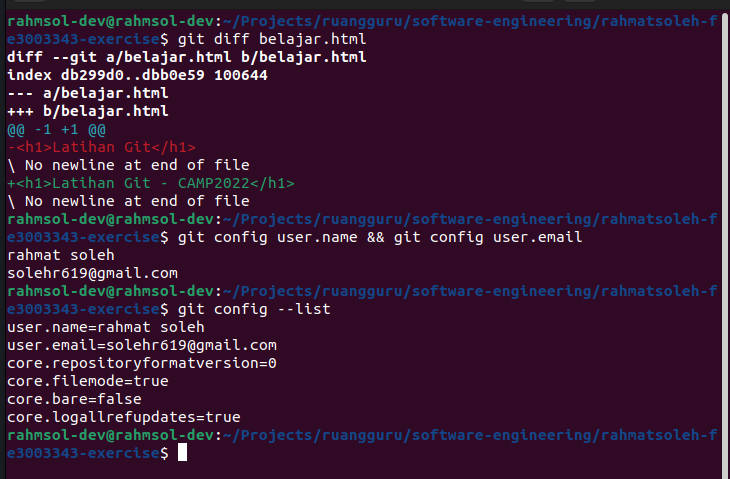 rahmsol-dev@rahmsol-dev:~/Projects/ruangguru/software-engineering/rahmatsoleh-f
e3003343-exercise$ git diff belajar.html
diff --git a/belajar.html b/belajar.html
index db299d0..dbb0e59 100644
--- a/belajar.html
+++ b/belajar.html
@@ -1 +1 @@
-<h1>Latihan Git</h1>
\ No newline at end of file
+<h1>Latihan Git - CAMP2022</h1>
\ No newline at end of file
rahmsol-dev@rahmsol-dev:~/Projects/ruangguru/software-engineering/rahmatsoleh-f
e3003343-exercise$ git config user.name && git config user.email
rahmat soleh
solehr619@gmail.com
rahmsol-dev@rahmsol-dev:~/Projects/ruangguru/software-engineering/rahmatsoleh-f
e3003343-exercise$ git config --list
user.name=rahmat soleh
user.email=solehr619@gmail.com
core.repositoryformatversion=0
core.filemode=true
core.bare=false
core.logallrefupdates=true
rahmsol-dev@rahmsol-dev:~/Projects/ruangguru/software-engineering/rahmatsoleh-f
e3003343-exercise$